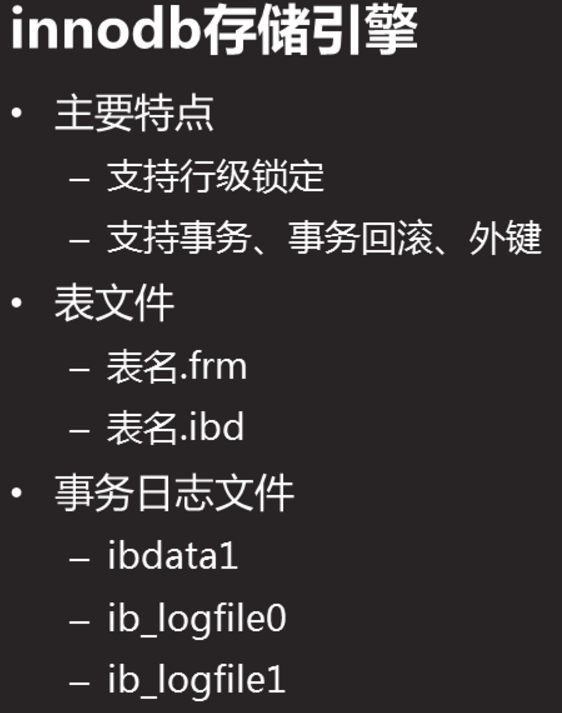 innodb存储引擎
• 主要特点
– 支持行级锁定
– 支持事务、事务回滚、外键
• 表文件
– 表名.frm
– 表名.ibd
• 事务日志文件
– ibdata1
– ib_logfile0
– ib_logfile1